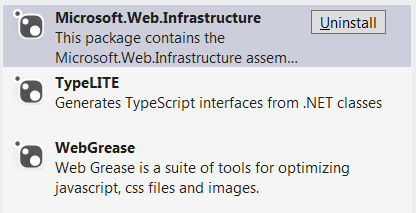 Microsoft.Web.Infrastructure
Uninstall
This package contains the
Microsoft.Web.Infrastructure assem...
TypeLITE
Generates TypeScript interfaces from .NET classes
WebGrease
Web Grease is a suite of tools for optimizing
javascript, css files and images.